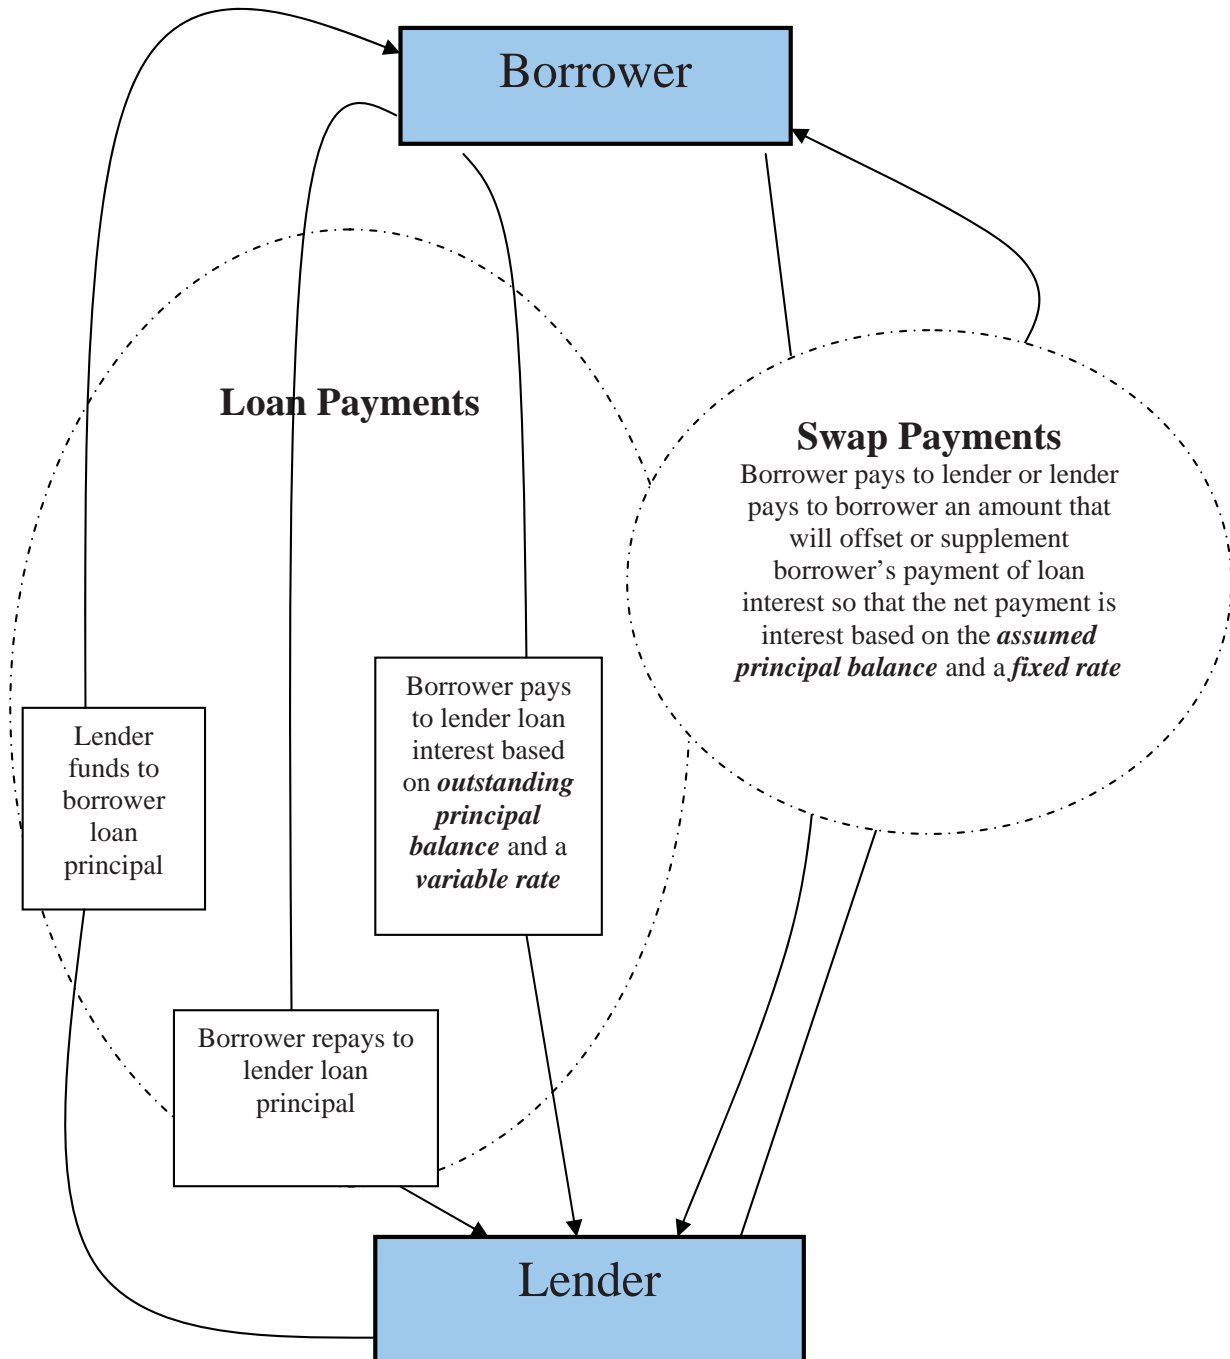 Borrower
Loan Payments
Swap Payments
Borrower pays to lender or lender
pays to borrower an amount that
will offset or supplement
borrower’s payment of loan
interest so that the net payment is
interest based on the assumed
principal balance and a fixed rate
Borrower pays
to lender loan
interest based
on outstanding
principal
balance and a
variable rate
Lender
funds to
borrower
loan
principal
Borrower repays to
lender loan
principal
Lender